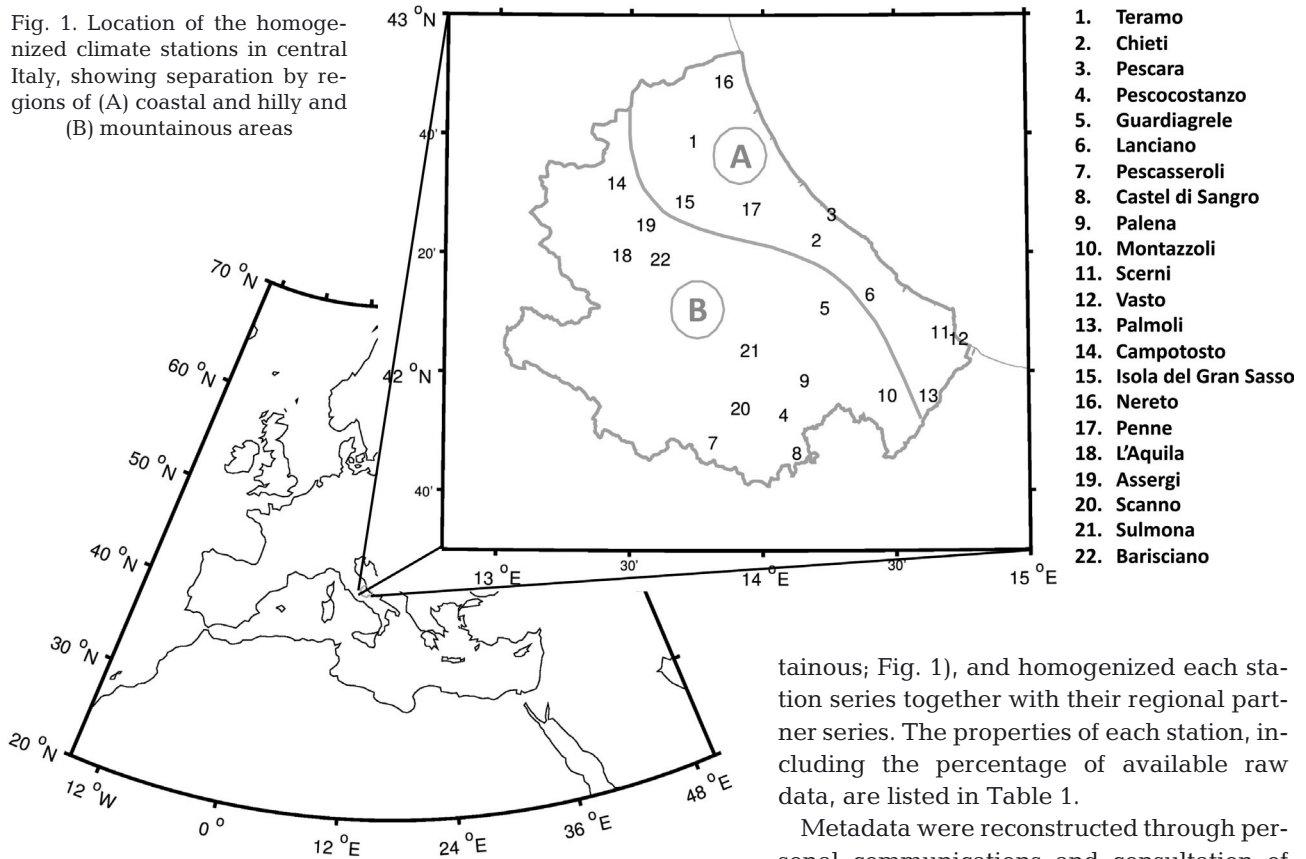 Fig. 1. Location of the homoge-
nized climate stations in central
Italy, showing separation by re-
gions of (A) coastal and hilly and
(B) mountainous areas
43 °N
40'
20'
42 °N
40'
13 °E
30'
14 °E
30'
15 °E
16
1
A
14
15
17
3
19
2
18
22
6
B
5
11
12
21
9
10
13
20
4
7
8
1. Teramo
2. Chieti
3. Pescara
4. Pescocostanzo
5. Guardiagrele
6. Lanciano
7. Pescasseroli
8. Castel di Sangro
9. Palena
10. Montazzoli
11. Scerni
12. Vasto
13. Palmoli
14. Campotosto
15. Isola del Gran Sasso
16. Nereto
17. Penne
18. L'Aquila
19. Assergi
20. Scanno
21. Sulmona
22. Barisciano
70 °N
60 °N
50 °N
40 °N
30 °N
20 °N
12 °W
0 °
12 °E
24 °E
36 °E
48 °E
tainous; Fig. 1), and homogenized each sta-
tion series together with their regional part-
ner series. The properties of each station, in-
cluding the percentage of available raw
data, are listed in Table 1.
Metadata were reconstructed through per-
sonal communications and consultation of